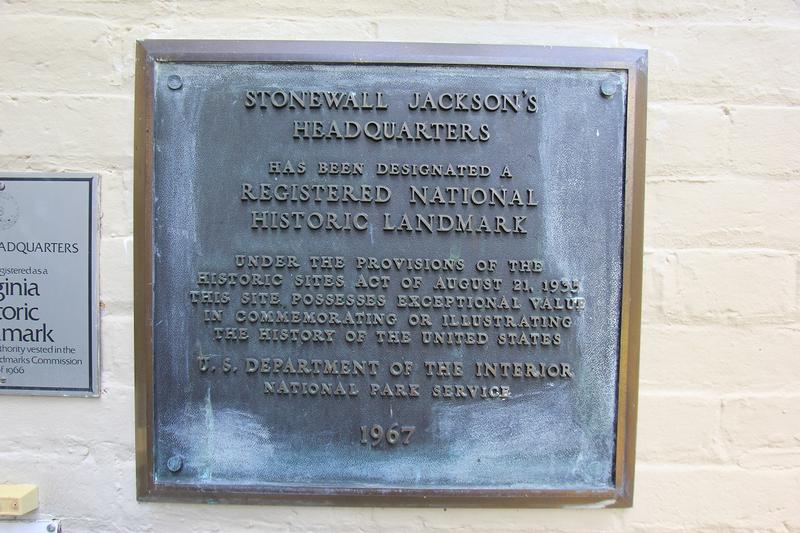 STONEWALL JACKSON'S
HEADQUARTERS
HAS BEEN DESIGNATED A
REGISTERED NATIONAL
HISTORIC LANDMARK
UNDER THE PROVISIONS OF THE
HISTORIC SITES ACT OF AUGUST 21, 1935
THIS SITE POSSESSES EXCEPTIONAL VALUE
IN COMMEMORATING OR ILLUSTRATING
THE HISTORY OF THE UNITED STATES
U. S. DEPARTMENT OF THE INTERIOR
NATIONAL PARK SERVICE
1967
ADQUARTERS
egistered as a
ginia
toric
mark
thority vested in the
dmarks Commission
of 1966